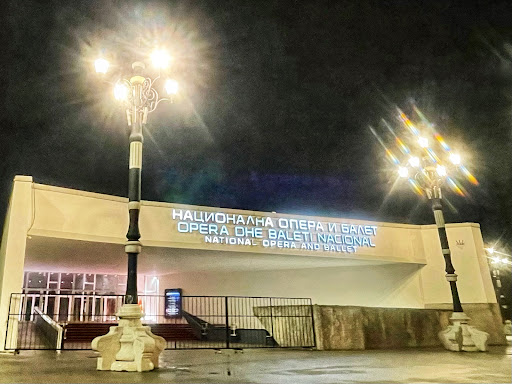 НАЦИОНАЛНА ОПЕРА И БАЛЕТ
OPERA DHE BALETI NACIONAL
NATIONAL OPERA AND BALLET